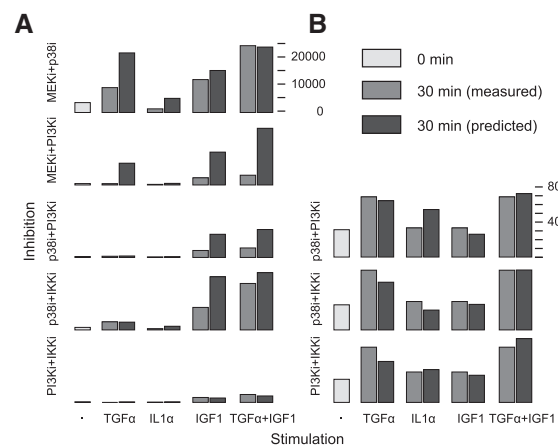 A
B
MEKi+p38i
20000
10000
0
0 min
30 min (measured)
30 min (predicted)
MEKi+PI3Ki
Inhibition
p38i+PI3Ki
p38i+PI3Ki
80
40
p38i+IKKi
p38i+IKKi
PI3Ki+IKKi
PI3Ki+IKKi
- TGFα IL1α IGF1 TGFα+IGF1
- TGFα IL1α IGF1 TGFα+IGF1
Stimulation